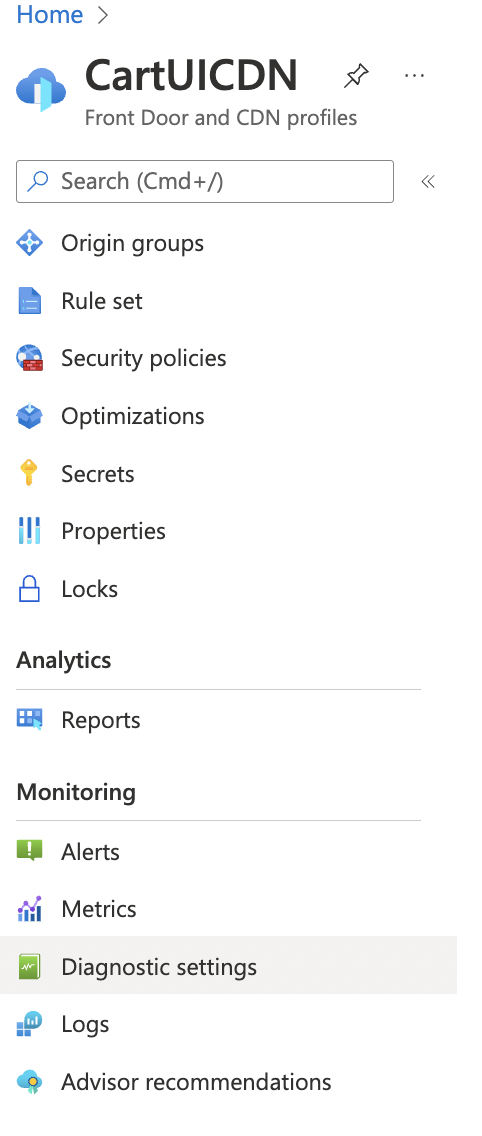 Home >
CartUICDN
Front Door and CDN profiles
Search (Cmd+/)
Origin groups
Rule set
Security policies
Optimizations
Secrets
Properties
Locks
Analytics
Reports
Monitoring
Alerts
Metrics
Diagnostic settings
Logs
Advisor recommendations